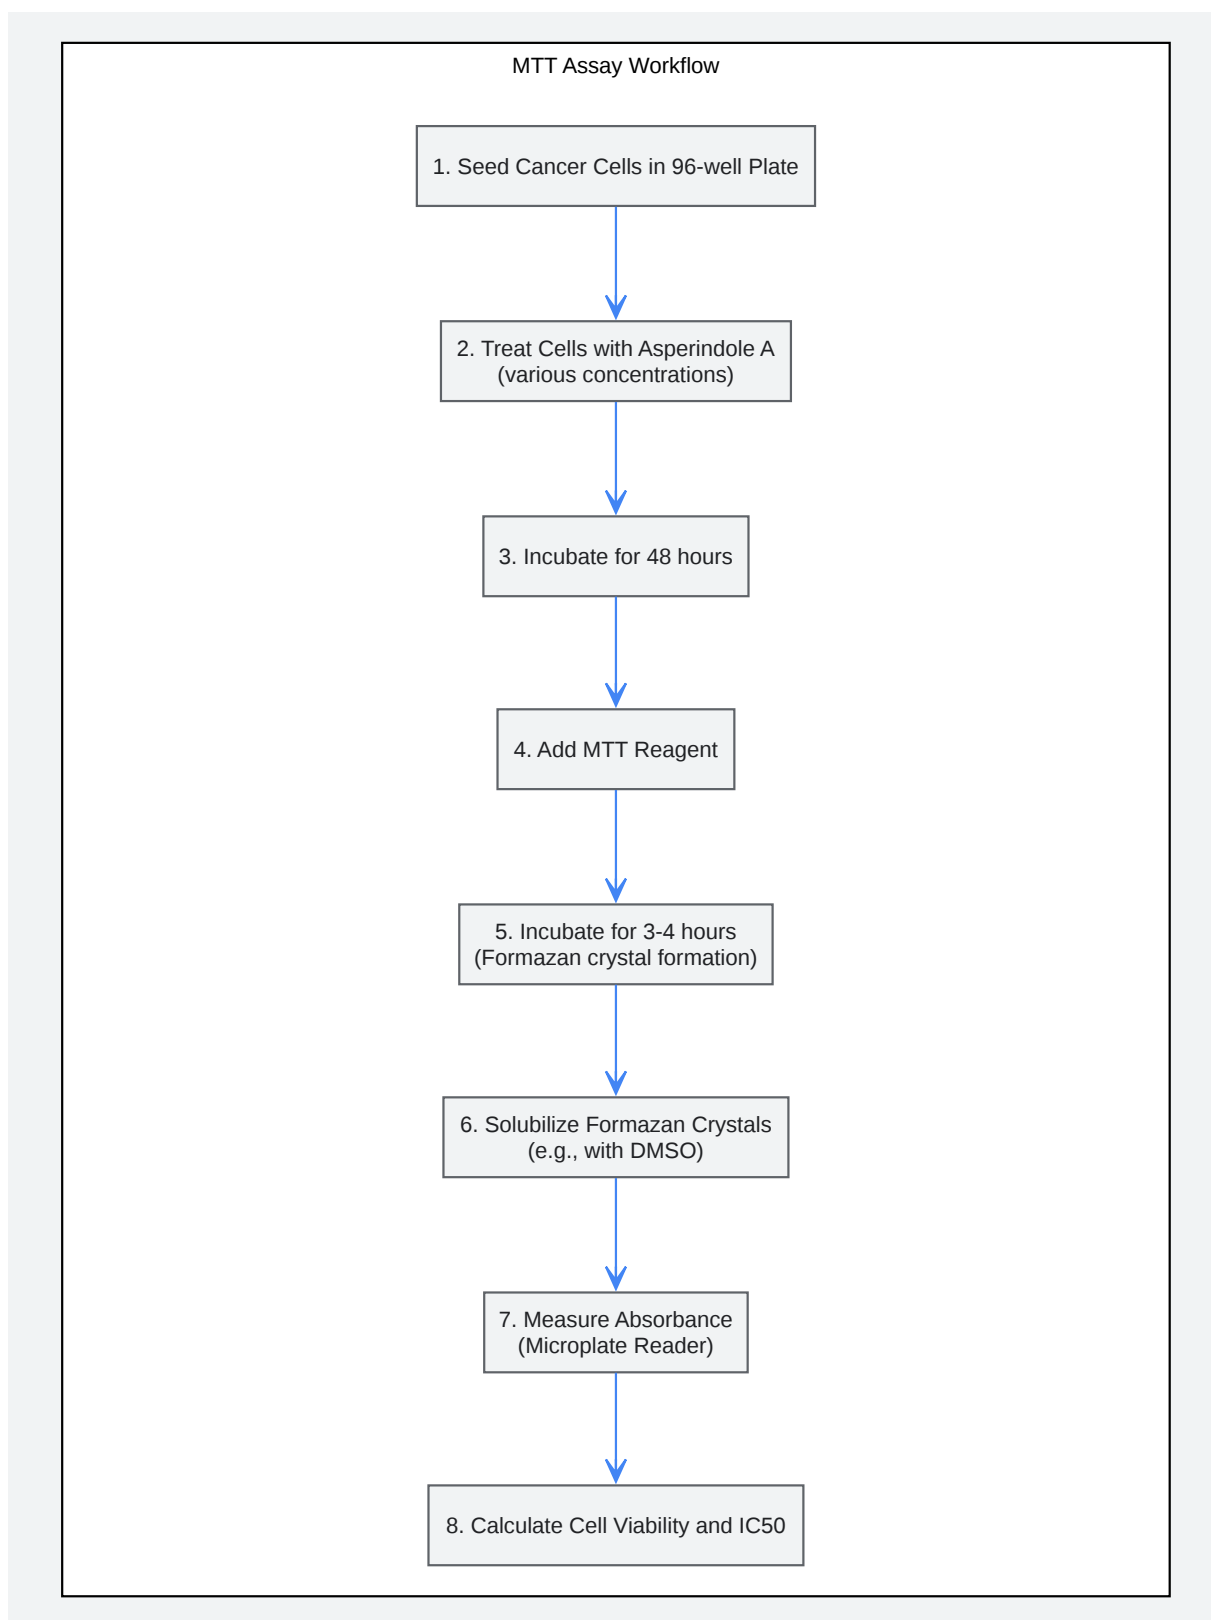 MTT Assay Workflow
1. Seed Cancer Cells in 96-well Plate
2. Treat Cells with Asperindole A
(various concentrations)
3. Incubate for 48 hours
4. Add MTT Reagent
5. Incubate for 3-4 hours
(Formazan crystal formation)
6. Solubilize Formazan Crystals
(e.g., with DMSO)
7. Measure Absorbance
(Microplate Reader)
8. Calculate Cell Viability and IC50